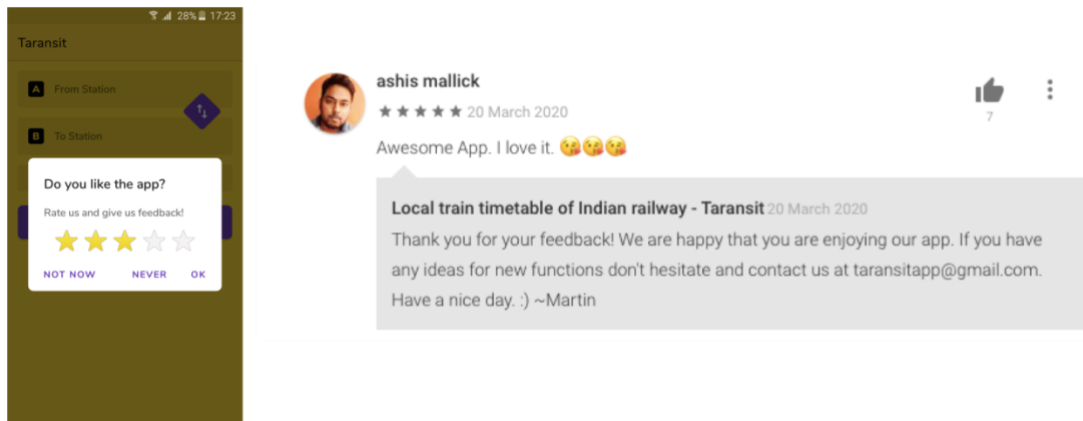 28% 17:23
Taransit
A From Station
B To Station
Do you like the app?
Rate us and give us feedback!
NOT NOW NEVER OK
ashis mallick
20 March 2020
7
Awesome App. I love it. 😘😘😘
Local train timetable of Indian railway - Taransit 20 March 2020
Thank you for your feedback! We are happy that you are enjoying our app. If you have
any ideas for new functions don't hesitate and contact us at taransitapp@gmail.com.
Have a nice day. :) ~Martin